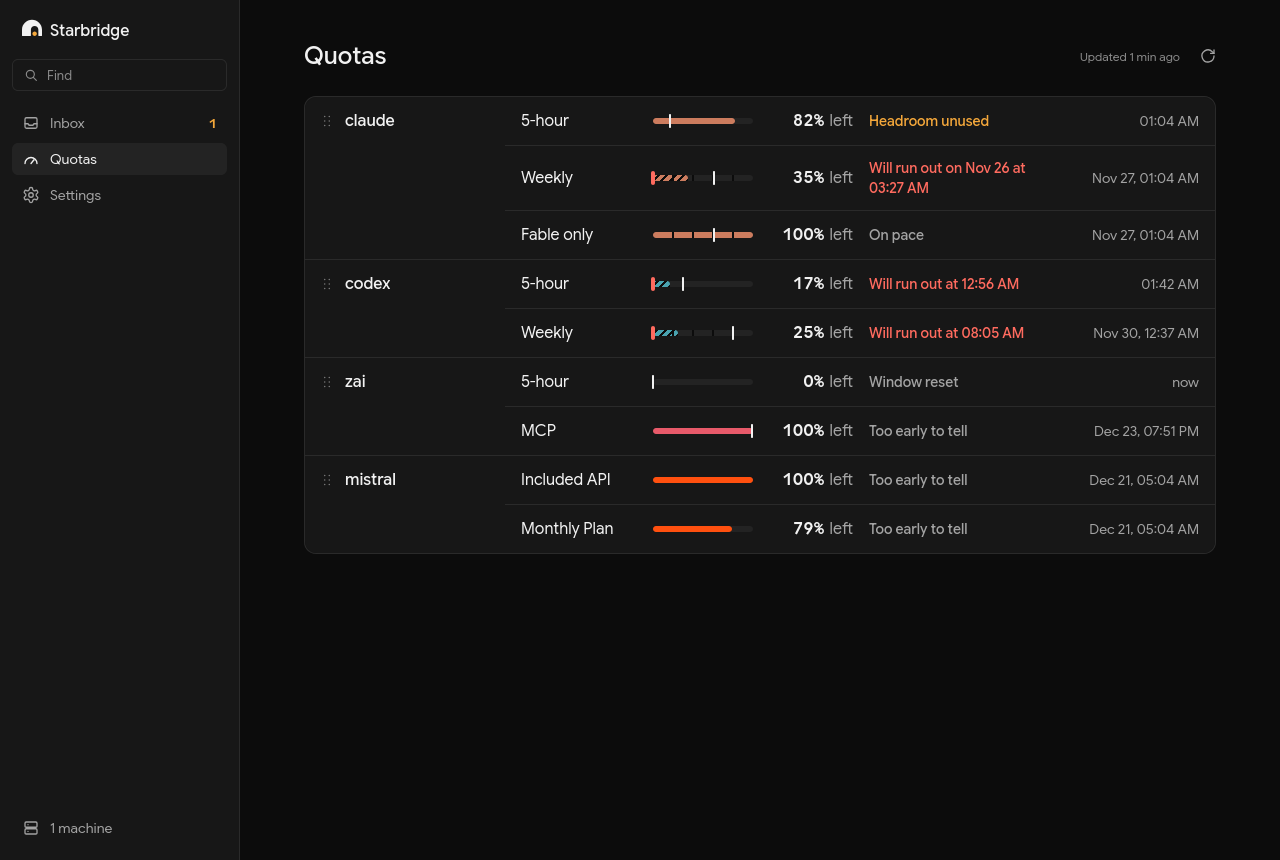 Starbridge
Find
Inbox 1
Quotas
Settings
1 machine
Quotas
Updated 1 min ago
claude 5-hour 82% left Headroom unused 01:04 AM
Weekly 35% left Will run out on Nov 26 at
03:27 AM Nov 27, 01:04 AM
Fable only 100% left On pace Nov 27, 01:04 AM
codex 5-hour 17% left Will run out at 12:56 AM 01:42 AM
Weekly 25% left Will run out at 08:05 AM Nov 30, 12:37 AM
zai 5-hour 0% left Window reset now
MCP 100% left Too early to tell Dec 23, 07:51 PM
mistral Included API 100% left Too early to tell Dec 21, 05:04 AM
Monthly Plan 79% left Too early to tell Dec 21, 05:04 AM